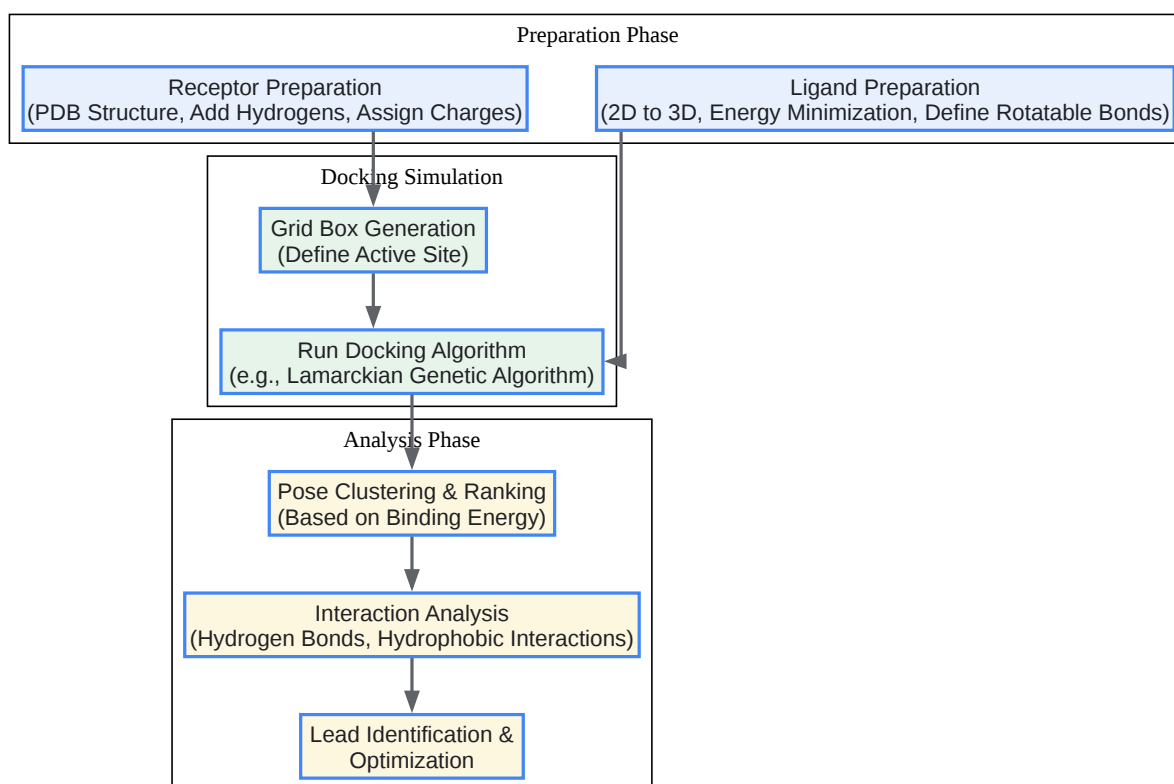 Preparation Phase
Receptor Preparation
(PDB Structure, Add Hydrogens, Assign Charges)
Ligand Preparation
(2D to 3D, Energy Minimization, Define Rotatable Bonds)
Docking Simulation
Grid Box Generation
(Define Active Site)
Run Docking Algorithm
(e.g., Lamarckian Genetic Algorithm)
Analysis Phase
Pose Clustering & Ranking
(Based on Binding Energy)
Interaction Analysis
(Hydrogen Bonds, Hydrophobic Interactions)
Lead Identification &
Optimization